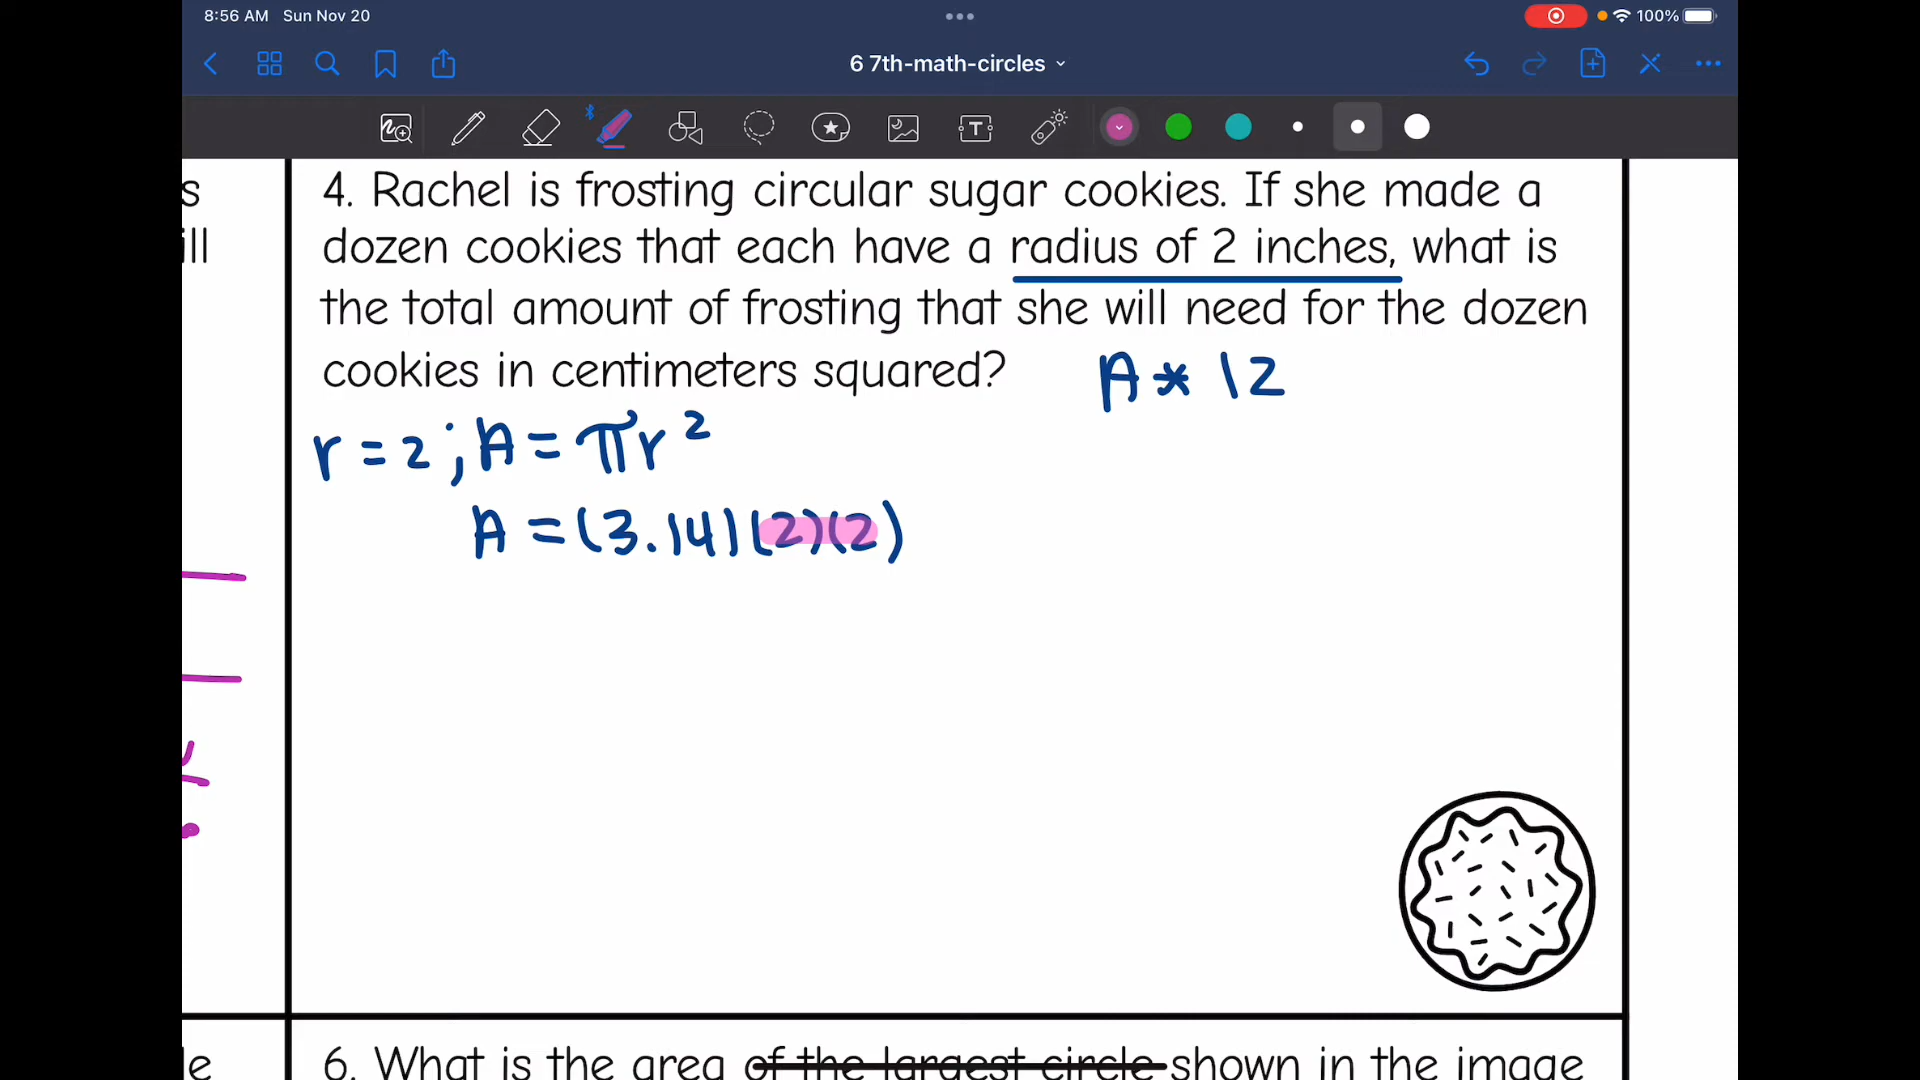 8:56 AM Sun Nov 20
100%
6 7th-math-circles
T
s
ill
4. Rachel is frosting circular sugar cookies. If she made a
dozen cookies that each have a radius of 2 inches, what is
the total amount of frosting that she will need for the dozen
cookies in centimeters squared?
A * 12
r = 2 ; A = πr²
A = (3.14)(2)(2)
le
6. What is the area of the largest circle shown in the image